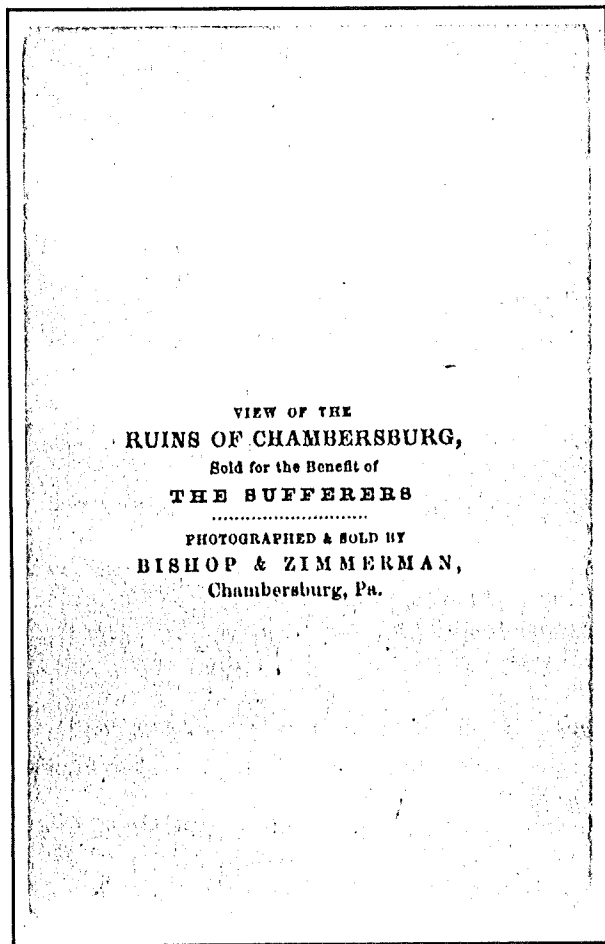 VIEW OF THE
RUINS OF CHAMBERSBURG,
Sold for the Benefit of
THE SUFFERERS
PHOTOGRAPHED & SOLD BY
BISHOP & ZIMMERMAN,
Chambersburg, Pa.